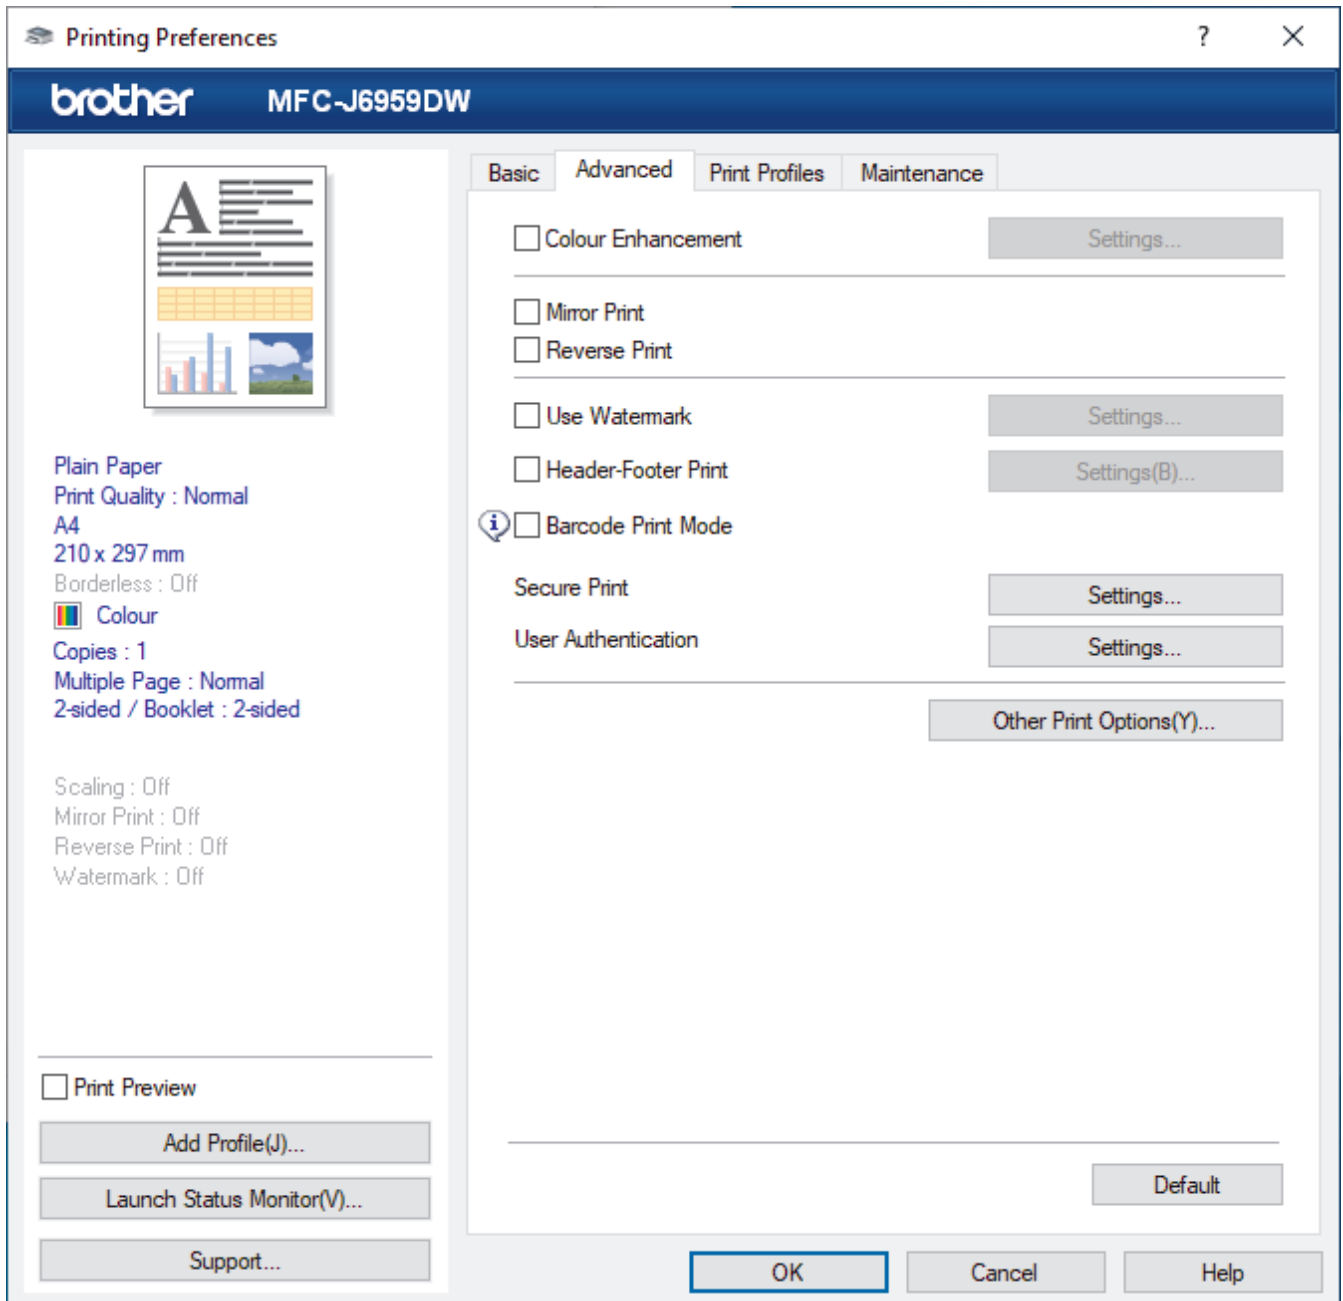 Printing Preferences
?
brother MFC-J6959DW
A
Plain Paper
Print Quality : Normal
A4
210 x 297 mm
Borderless : Off
Colour
Copies : 1
Multiple Page : Normal
2-sided / Booklet : 2-sided
Scaling : Off
Mirror Print : Off
Reverse Print : Off
Watermark : Off
Print Preview
Add Profile(J)...
Launch Status Monitor(V)...
Support...
Basic Advanced Print Profiles Maintenance
Colour Enhancement Settings...
Mirror Print
Reverse Print
Use Watermark Settings...
Header-Footer Print Settings(B)...
Barcode Print Mode
Secure Print Settings...
User Authentication Settings...
Other Print Options(Y)...
Default
OK Cancel Help